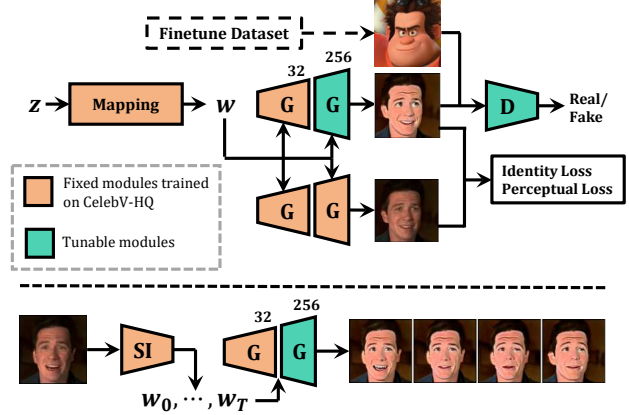 Finetune Dataset
32
256
z
Mapping
w
G
G
D
Real/
Fake
Fixed modules trained
on CelebV-HQ
Tunable modules
G
G
Identity Loss
Perceptual Loss
32
256
SI
G
G
w₀, ⋯, w_T